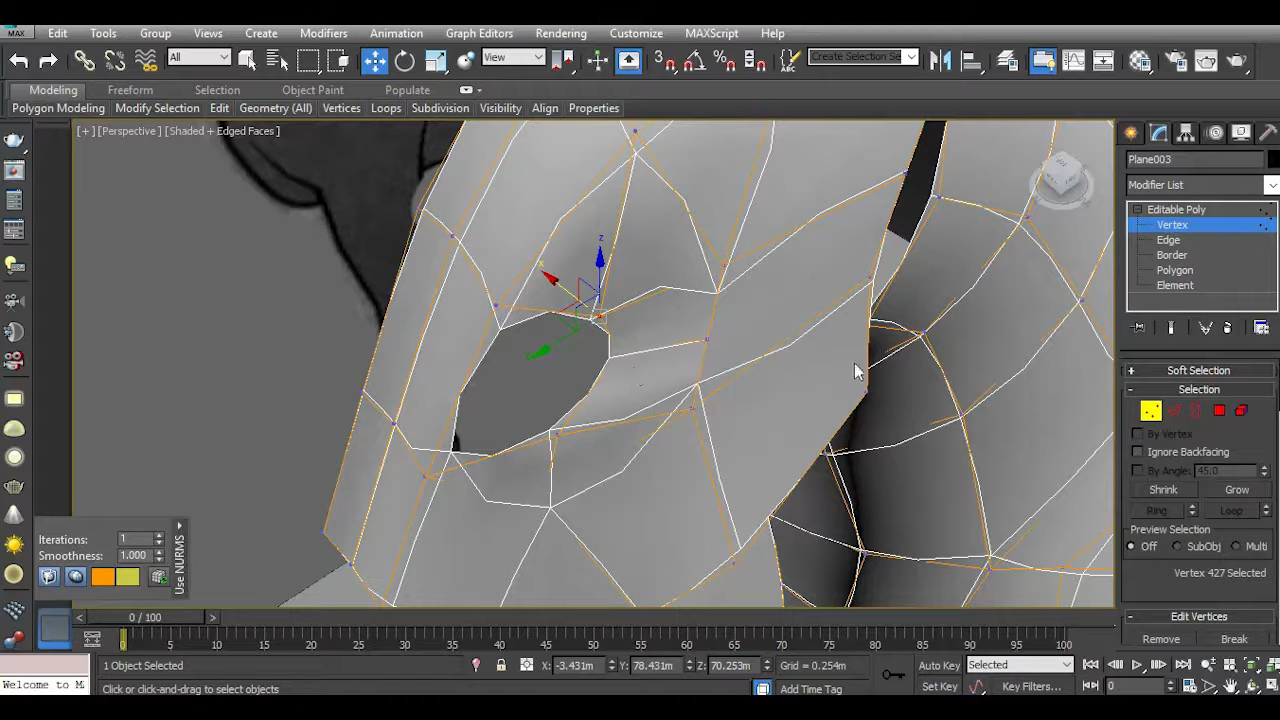 MAX Edit Tools Group Views Create Modifiers Animation Graph Editors Rendering Customize MAXScript Help
All View 3 Create Selection Se
Modeling Freeform Selection Object Paint Populate
Polygon Modeling Modify Selection Edit Geometry (All) Vertices Loops Subdivision Visibility Align Properties
[ + ] [Perspective ] [Shaded + Edged Faces ]
Plane003
Modifier List
Editable Poly
Vertex
Edge
Border
Polygon
Element
z
x
+ Soft Selection
- Selection
By Vertex
Ignore Backfacing
By Angle: 45.0
Shrink Grow
Ring Loop
Preview Selection
Off SubObj Multi
Vertex 427 Selected
- Edit Vertices
Remove Break
Iterations: 1
Smoothness: 1.000
Use NURMS
< 0 / 100 >
0 5 10 15 20 25 30 35 40 45 50 55 60 65 70 75 80 85 90 95 100
1 Object Selected X: -3.431m Y: 78.431m Z: 70.253m Grid = 0.254m Auto Key Selected
Welcome to M Click or click-and-drag to select objects Add Time Tag Set Key Key Filters... 0